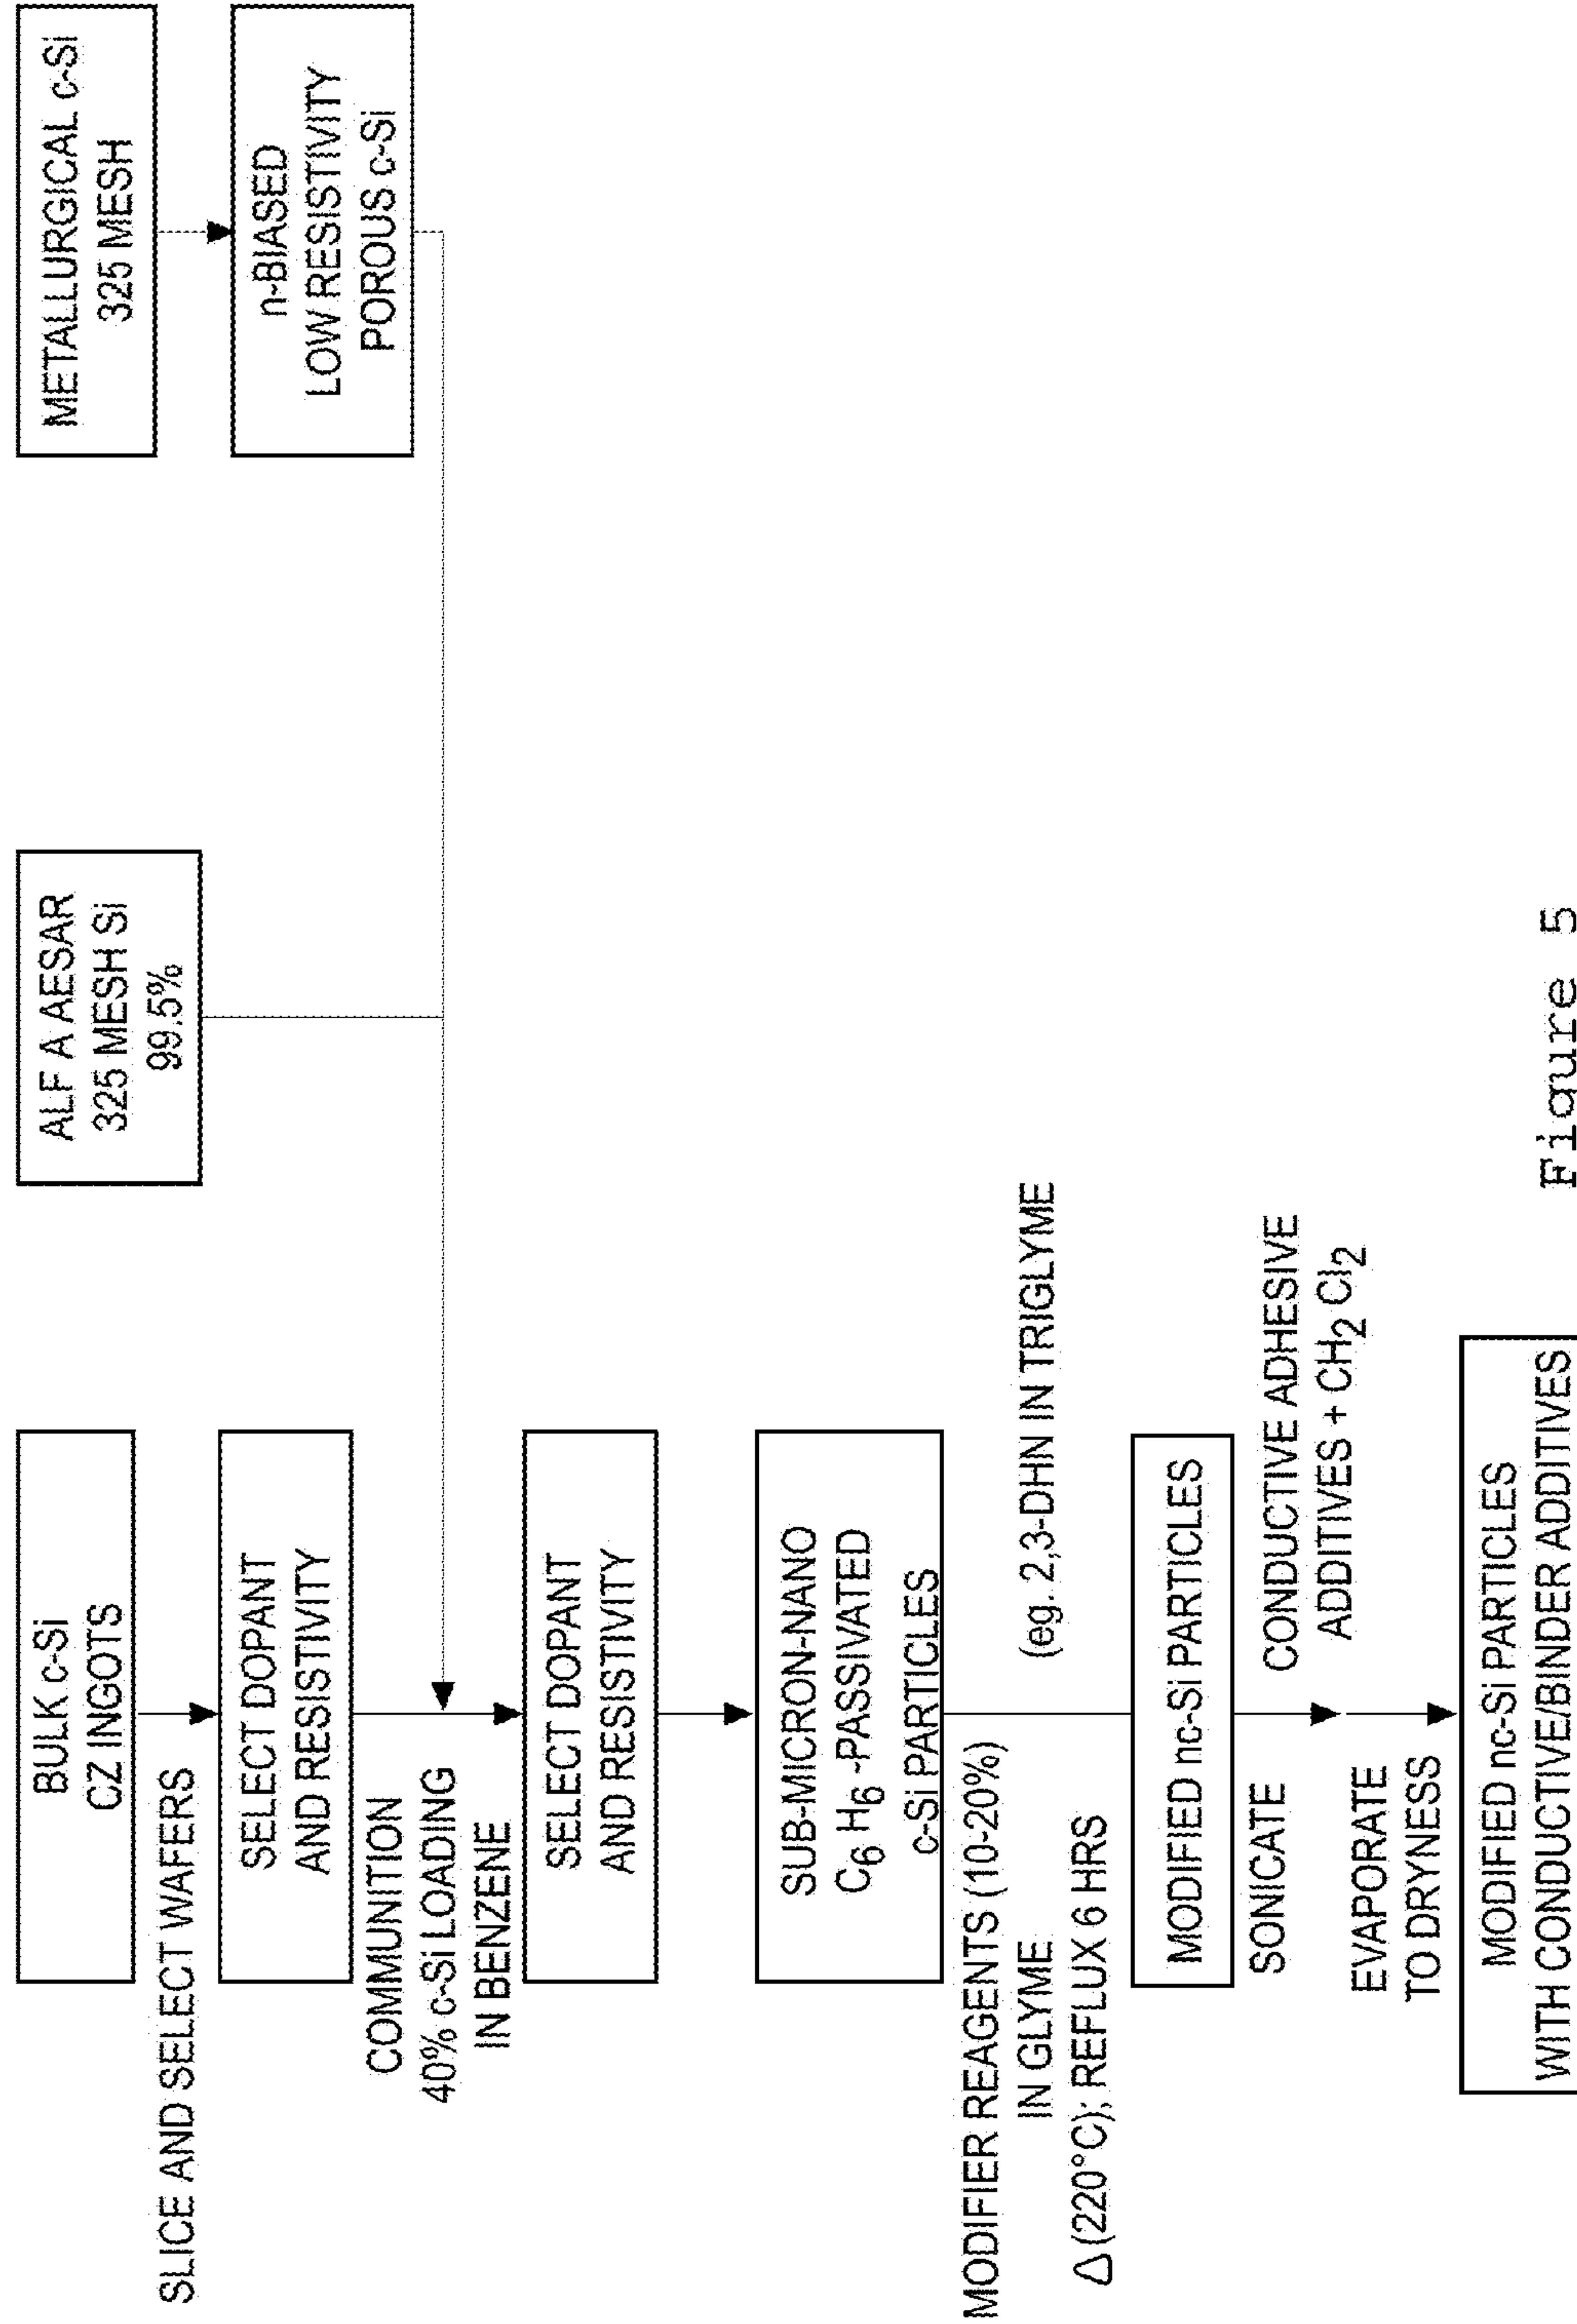 BULK c-Si
CZ INGOTS
ALF A AESAR
325 MESH Si
99.5%
METALLURGICAL c-Si
325 MESH
SLICE AND SELECT WAFERS
SELECT DOPANT
AND RESISTIVITY
n-BIASED
LOW RESISTIVITY
POROUS c-Si
COMMUNITION
40% c-Si LOADING
IN BENZENE
SELECT DOPANT
AND RESISTIVITY
SUB-MICRON-NANO
C6 H6 -PASSIVATED
c-Si PARTICLES
MODIFIER REAGENTS (10-20%)
IN GLYME
(eg. 2,3-DHN IN TRIGLYME
Δ (220°C); REFLUX 6 HRS
MODIFIED nc-Si PARTICLES
SONICATE
CONDUCTIVE ADHESIVE
ADDITIVES + CH2 Cl2
EVAPORATE
TO DRYNESS
MODIFIED nc-Si PARTICLES
WITH CONDUCTIVE/BINDER ADDITIVES
Figure 5